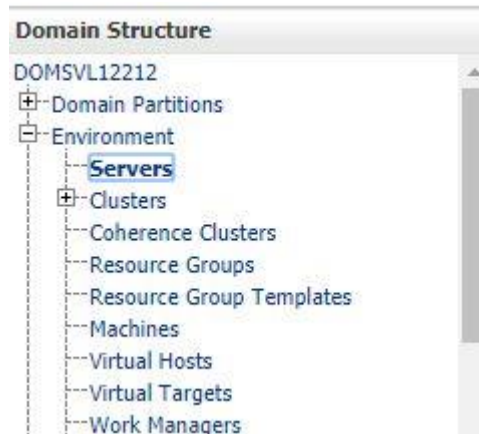 Domain Structure
DOMSVL12212
Domain Partitions
Environment
Servers
Clusters
Coherence Clusters
Resource Groups
Resource Group Templates
Machines
Virtual Hosts
Virtual Targets
Work Managers